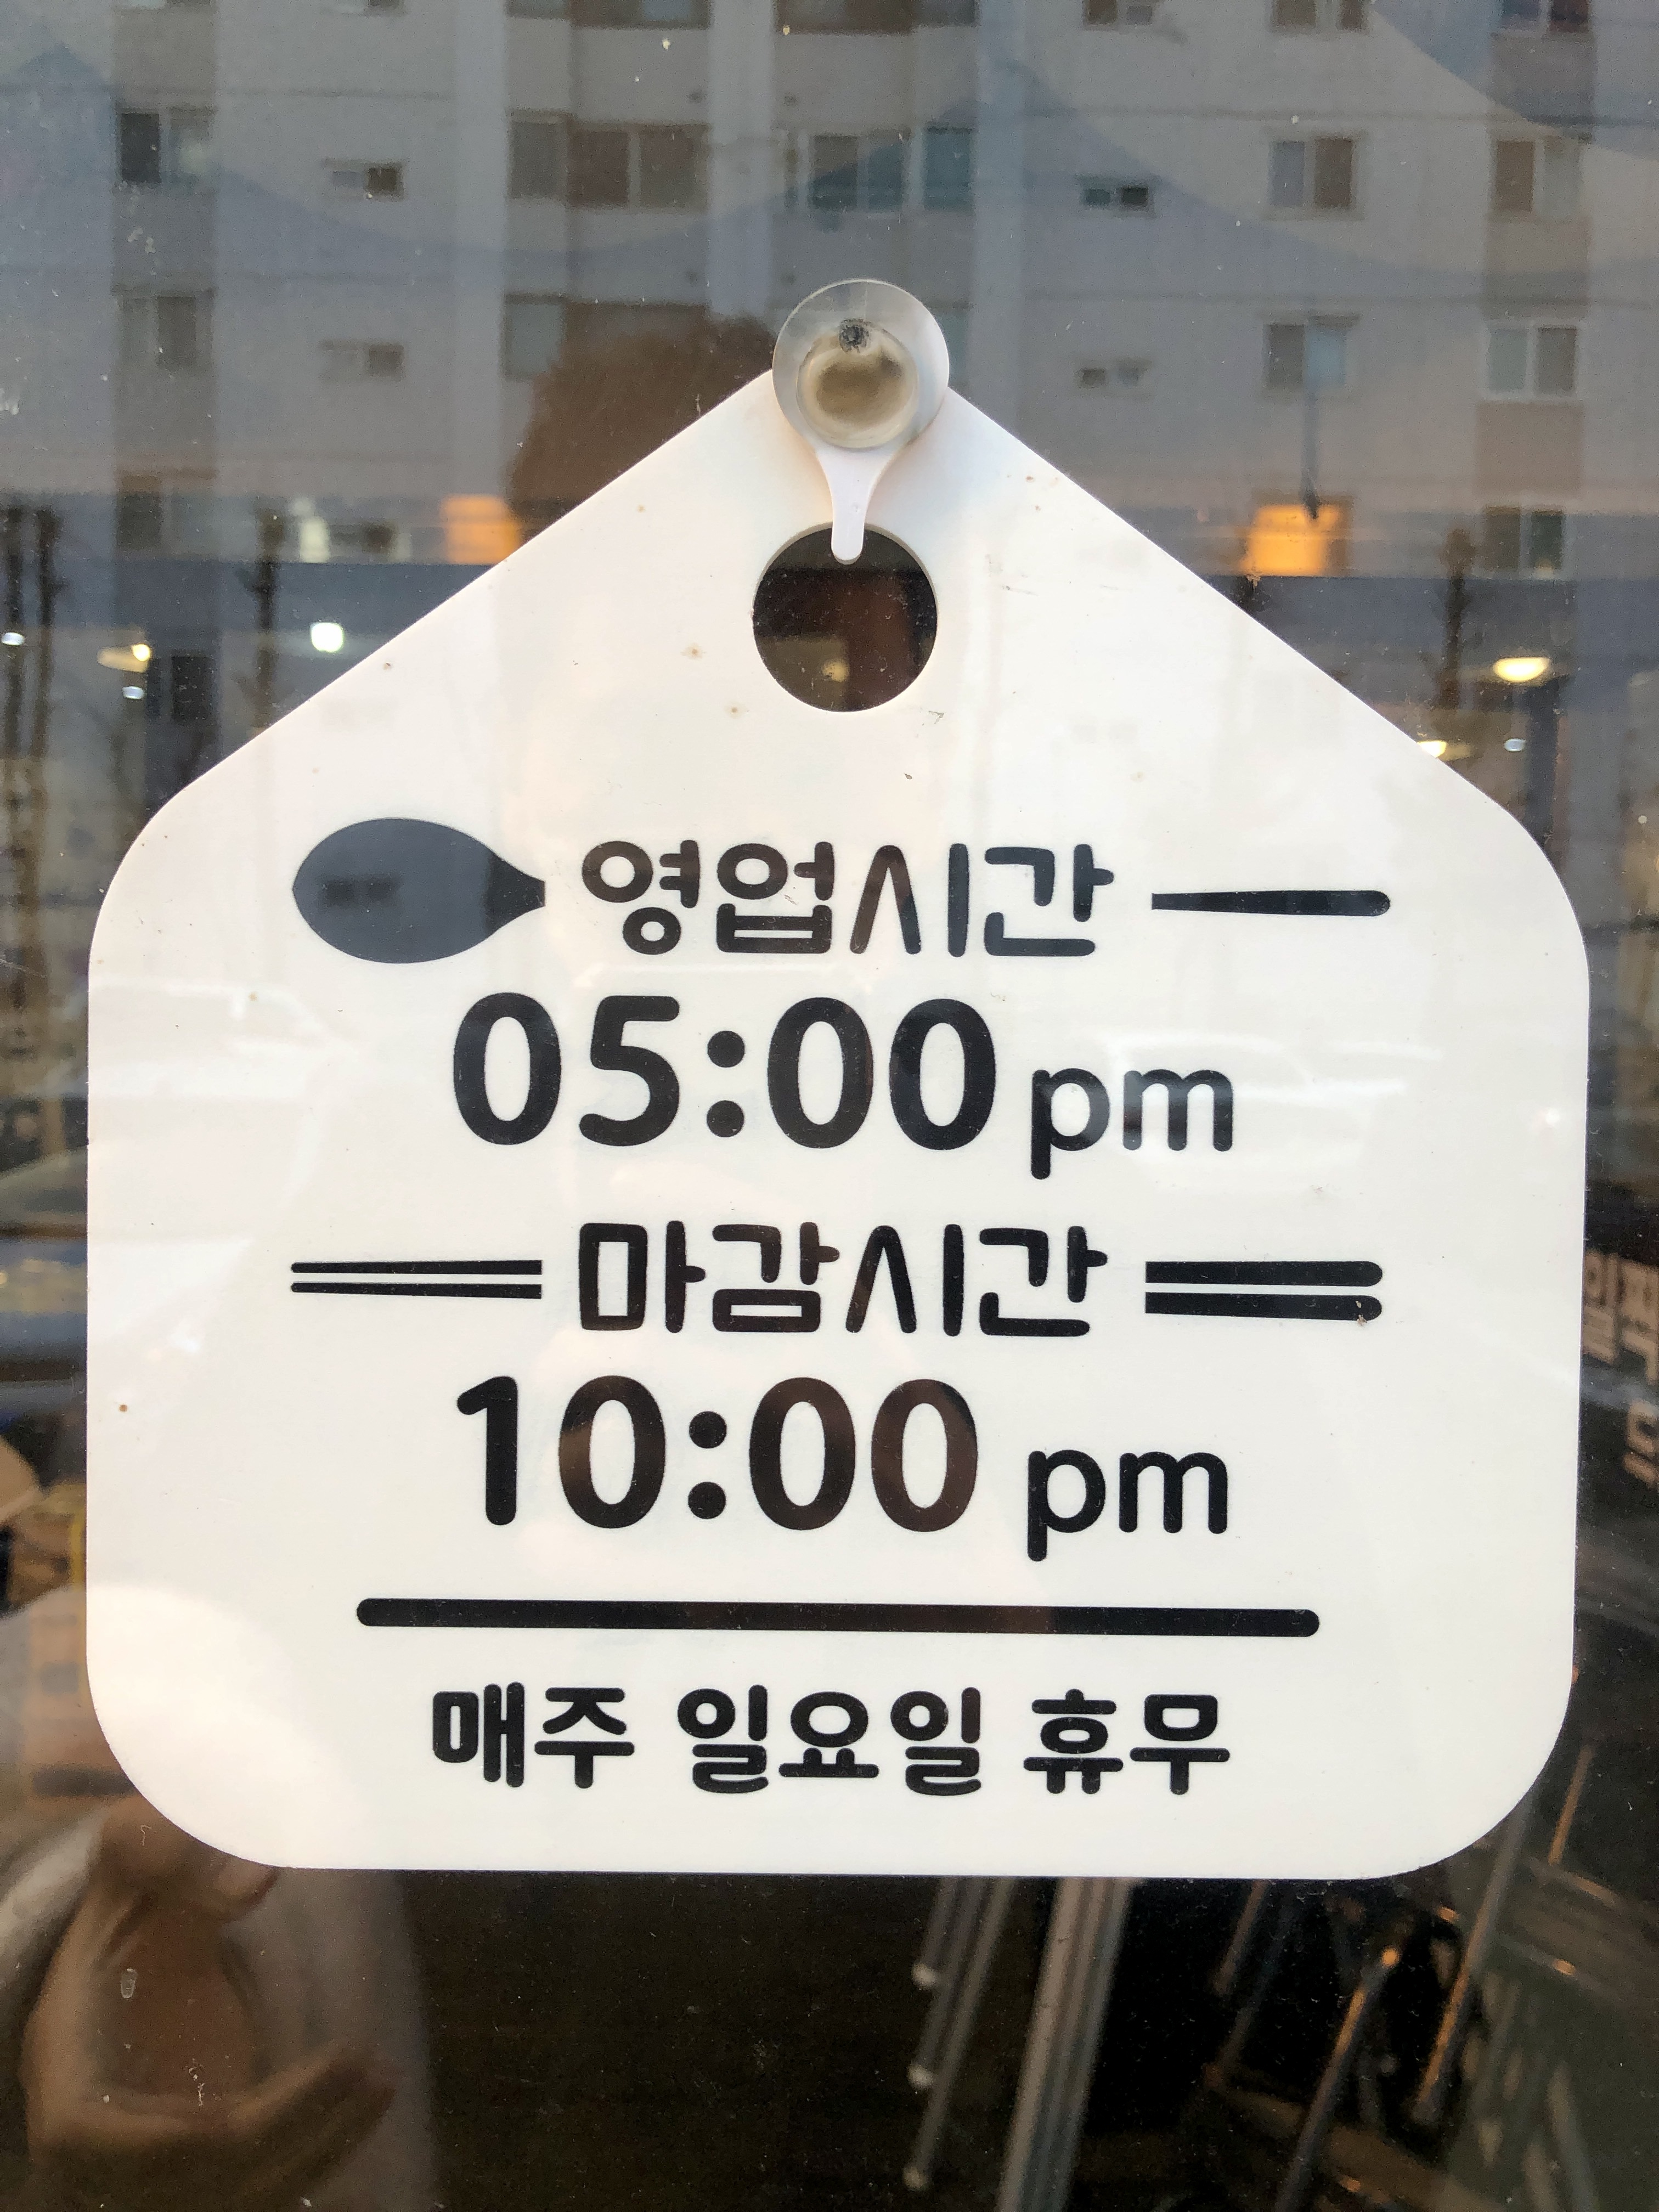 영업시간
05:00 pm
마감시간
10:00 pm
매주 일요일 휴무